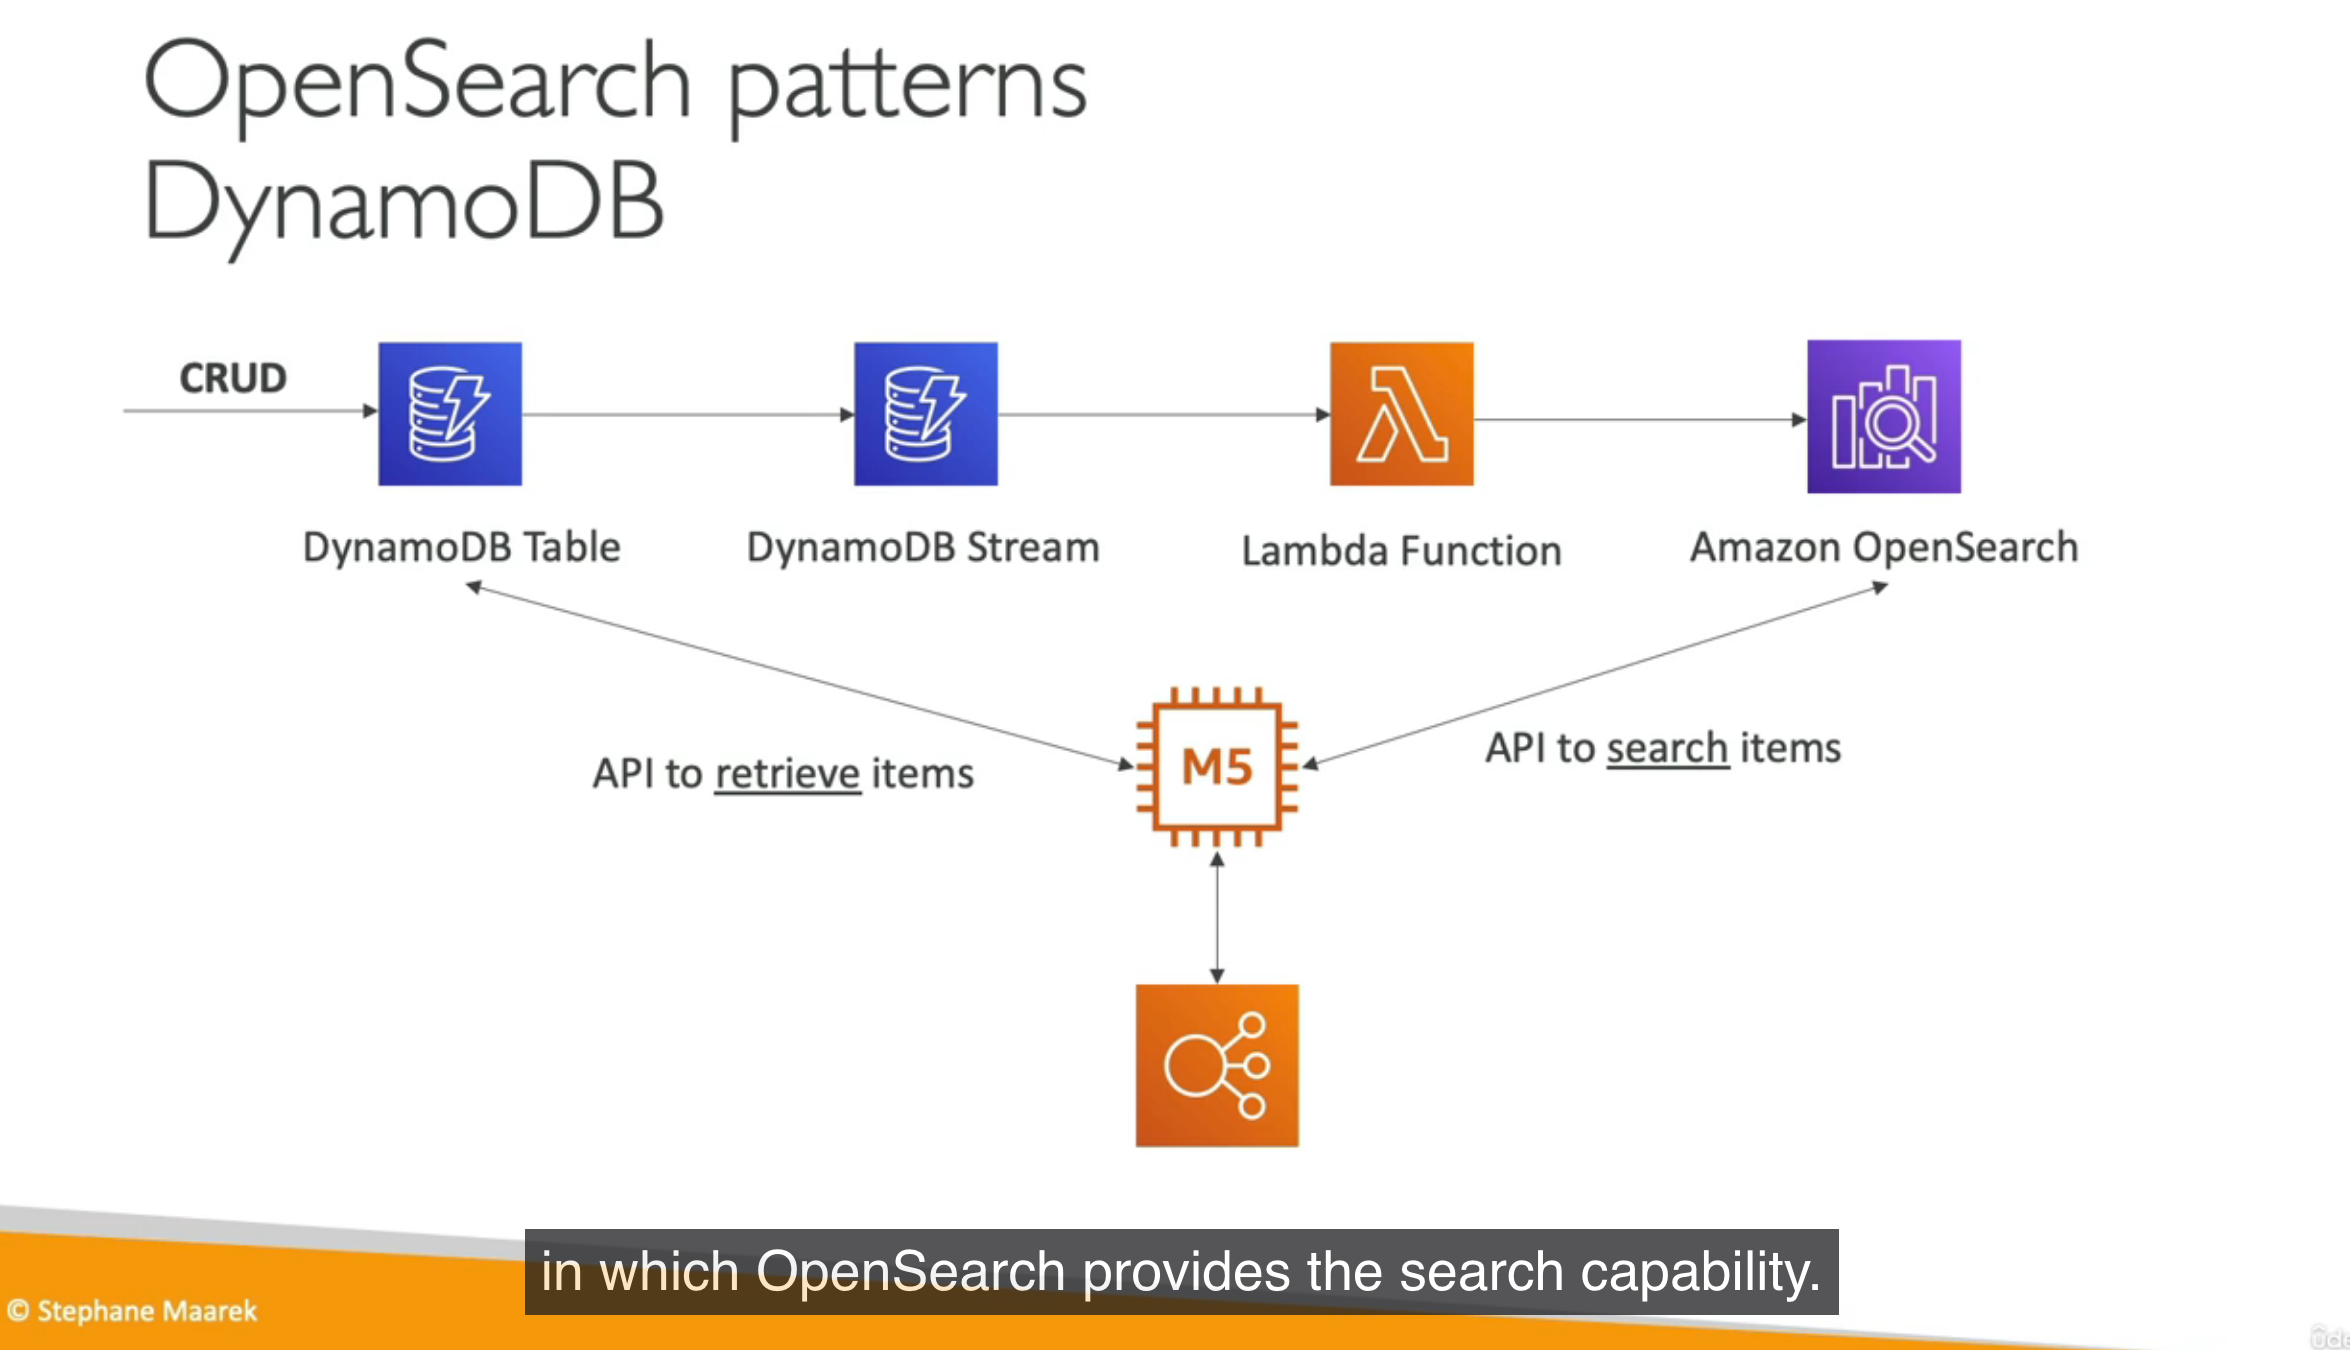 OpenSearch patterns
DynamoDB
CRUD
DynamoDB Table
DynamoDB Stream
Lambda Function
Amazon OpenSearch
API to retrieve items
M5
API to search items
in which OpenSearch provides the search capability.
© Stephane Maarek